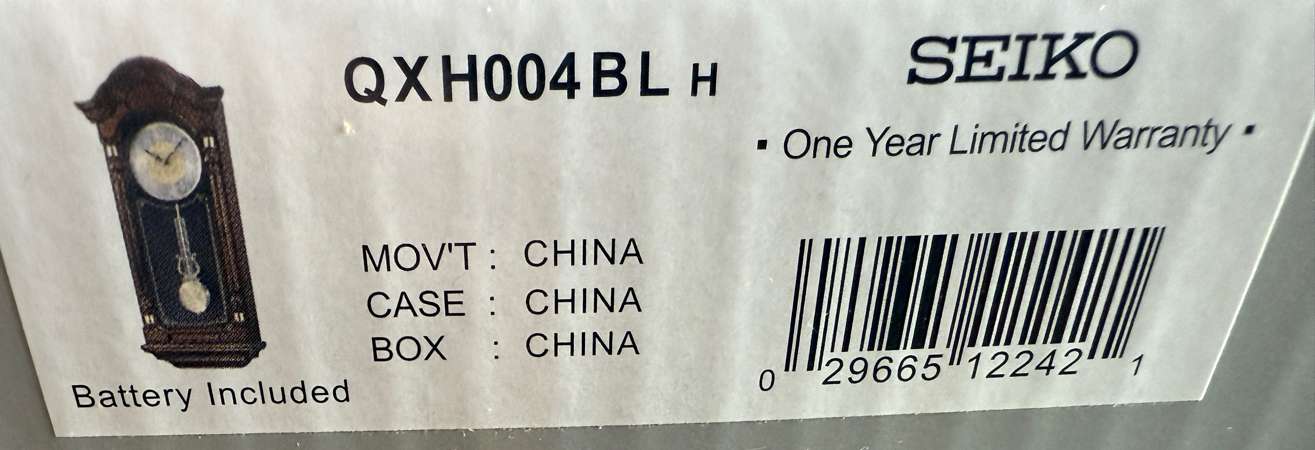 QXH004BL H
SEIKO
▪ One Year Limited Warranty ▪
MOV'T : CHINA
CASE : CHINA
BOX : CHINA
Battery Included
0 29665 12242 1